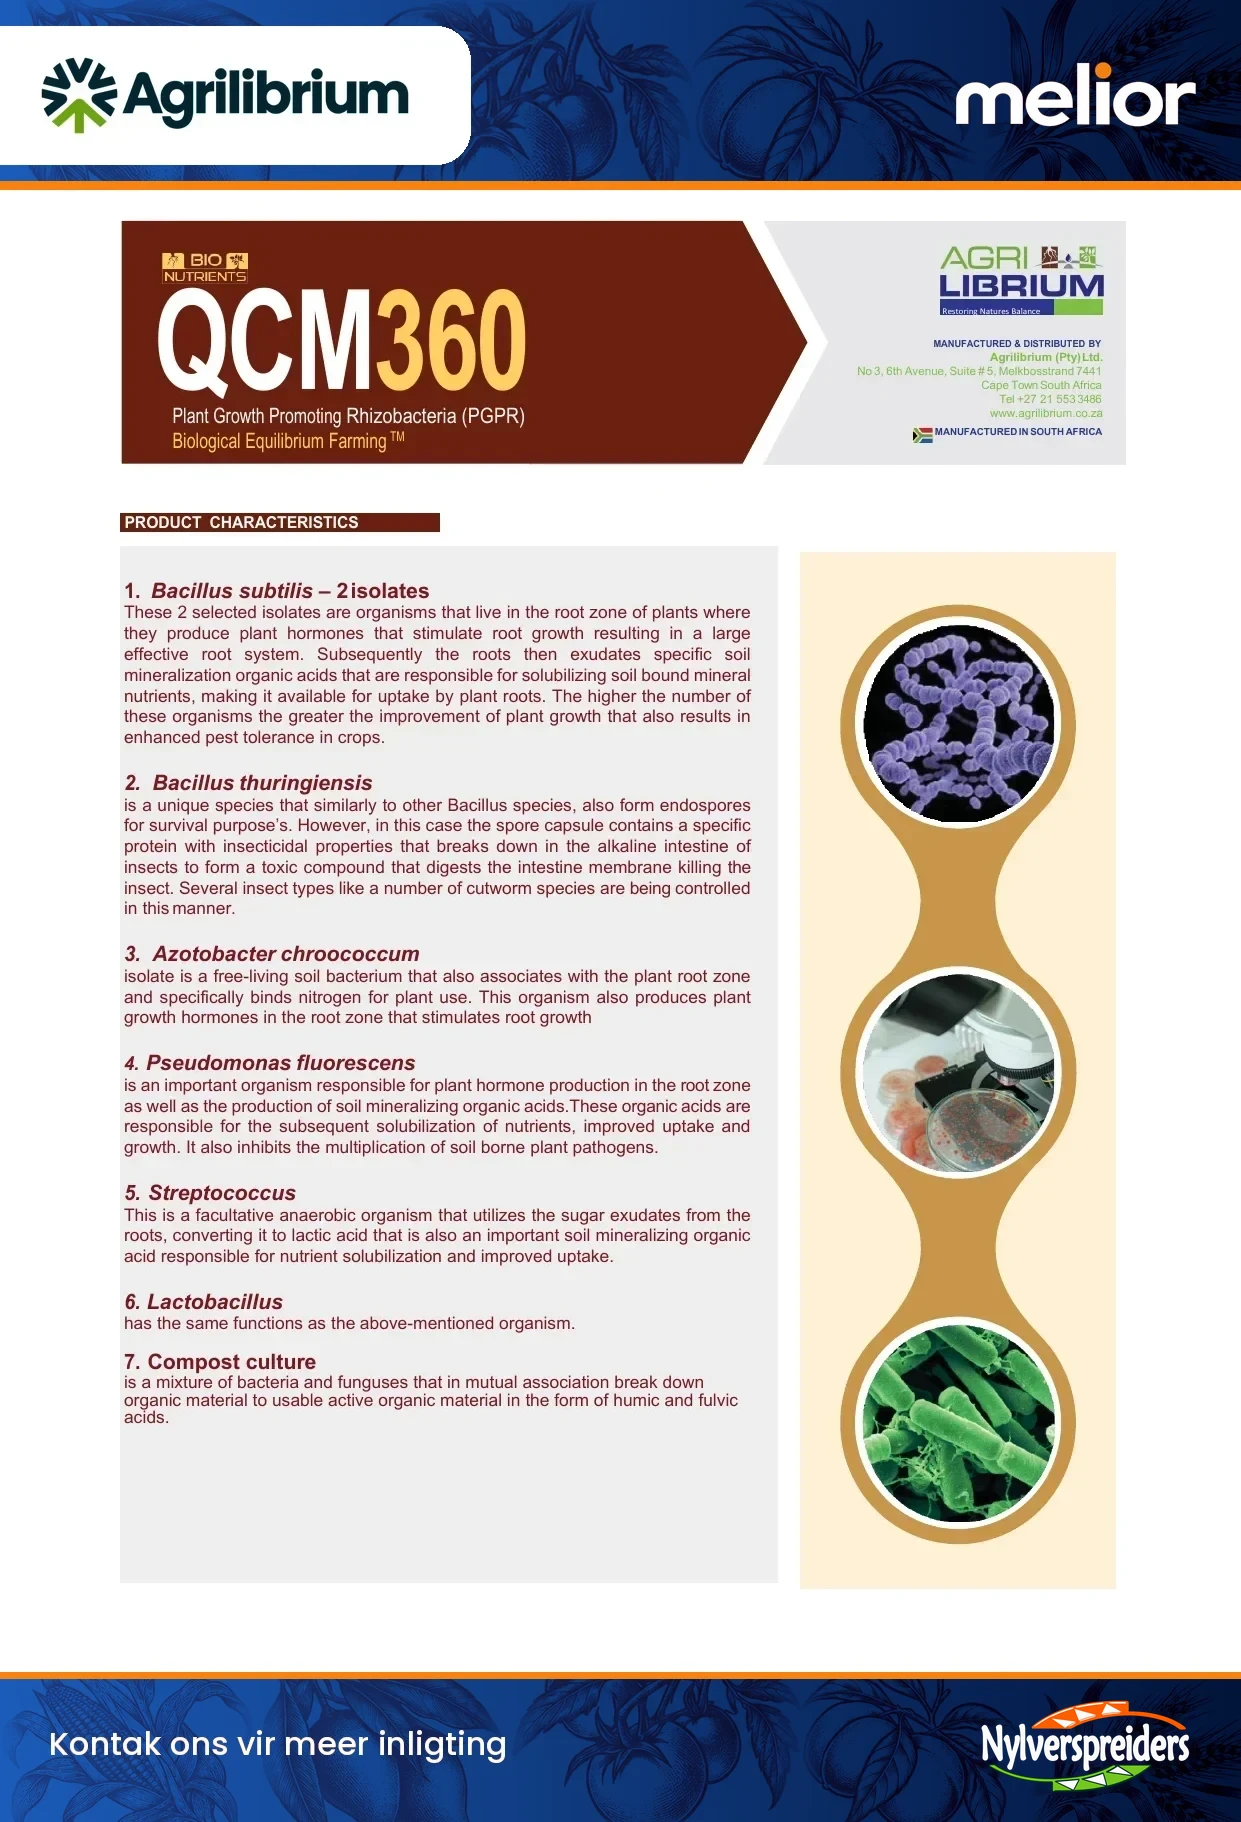 Agrilibrium
melior
BIO
NUTRIENTS
QCM360
Plant Growth Promoting Rhizobacteria (PGPR)
Biological Equilibrium Farming TM
AGRI
LIBRIUM
Restoring Natures Balance
MANUFACTURED & DISTRIBUTED BY
Agrilibrium (Pty) Ltd.
No 3, 6th Avenue, Suite # 5, Melkbosstrand 7441
Cape Town South Africa
Tel +27 21 553 3486
www.agrilibrium.co.za
MANUFACTURED IN SOUTH AFRICA
PRODUCT CHARACTERISTICS
1. Bacillus subtilis – 2 isolates
These 2 selected isolates are organisms that live in the root zone of plants where
they produce plant hormones that stimulate root growth resulting in a large
effective root system. Subsequently the roots then exudates specific soil
mineralization organic acids that are responsible for solubilizing soil bound mineral
nutrients, making it available for uptake by plant roots. The higher the number of
these organisms the greater the improvement of plant growth that also results in
enhanced pest tolerance in crops.
2. Bacillus thuringiensis
is a unique species that similarly to other Bacillus species, also form endospores
for survival purpose's. However, in this case the spore capsule contains a specific
protein with insecticidal properties that breaks down in the alkaline intestine of
insects to form a toxic compound that digests the intestine membrane killing the
insect. Several insect types like a number of cutworm species are being controlled
in this manner.
3. Azotobacter chroococcum
isolate is a free-living soil bacterium that also associates with the plant root zone
and specifically binds nitrogen for plant use. This organism also produces plant
growth hormones in the root zone that stimulates root growth
4. Pseudomonas fluorescens
is an important organism responsible for plant hormone production in the root zone
as well as the production of soil mineralizing organic acids.These organic acids are
responsible for the subsequent solubilization of nutrients, improved uptake and
growth. It also inhibits the multiplication of soil borne plant pathogens.
5. Streptococcus
This is a facultative anaerobic organism that utilizes the sugar exudates from the
roots, converting it to lactic acid that is also an important soil mineralizing organic
acid responsible for nutrient solubilization and improved uptake.
6. Lactobacillus
has the same functions as the above-mentioned organism.
7. Compost culture
is a mixture of bacteria and funguses that in mutual association break down
organic material to usable active organic material in the form of humic and fulvic
acids.
Kontak ons vir meer inligting
Nylverspreiders